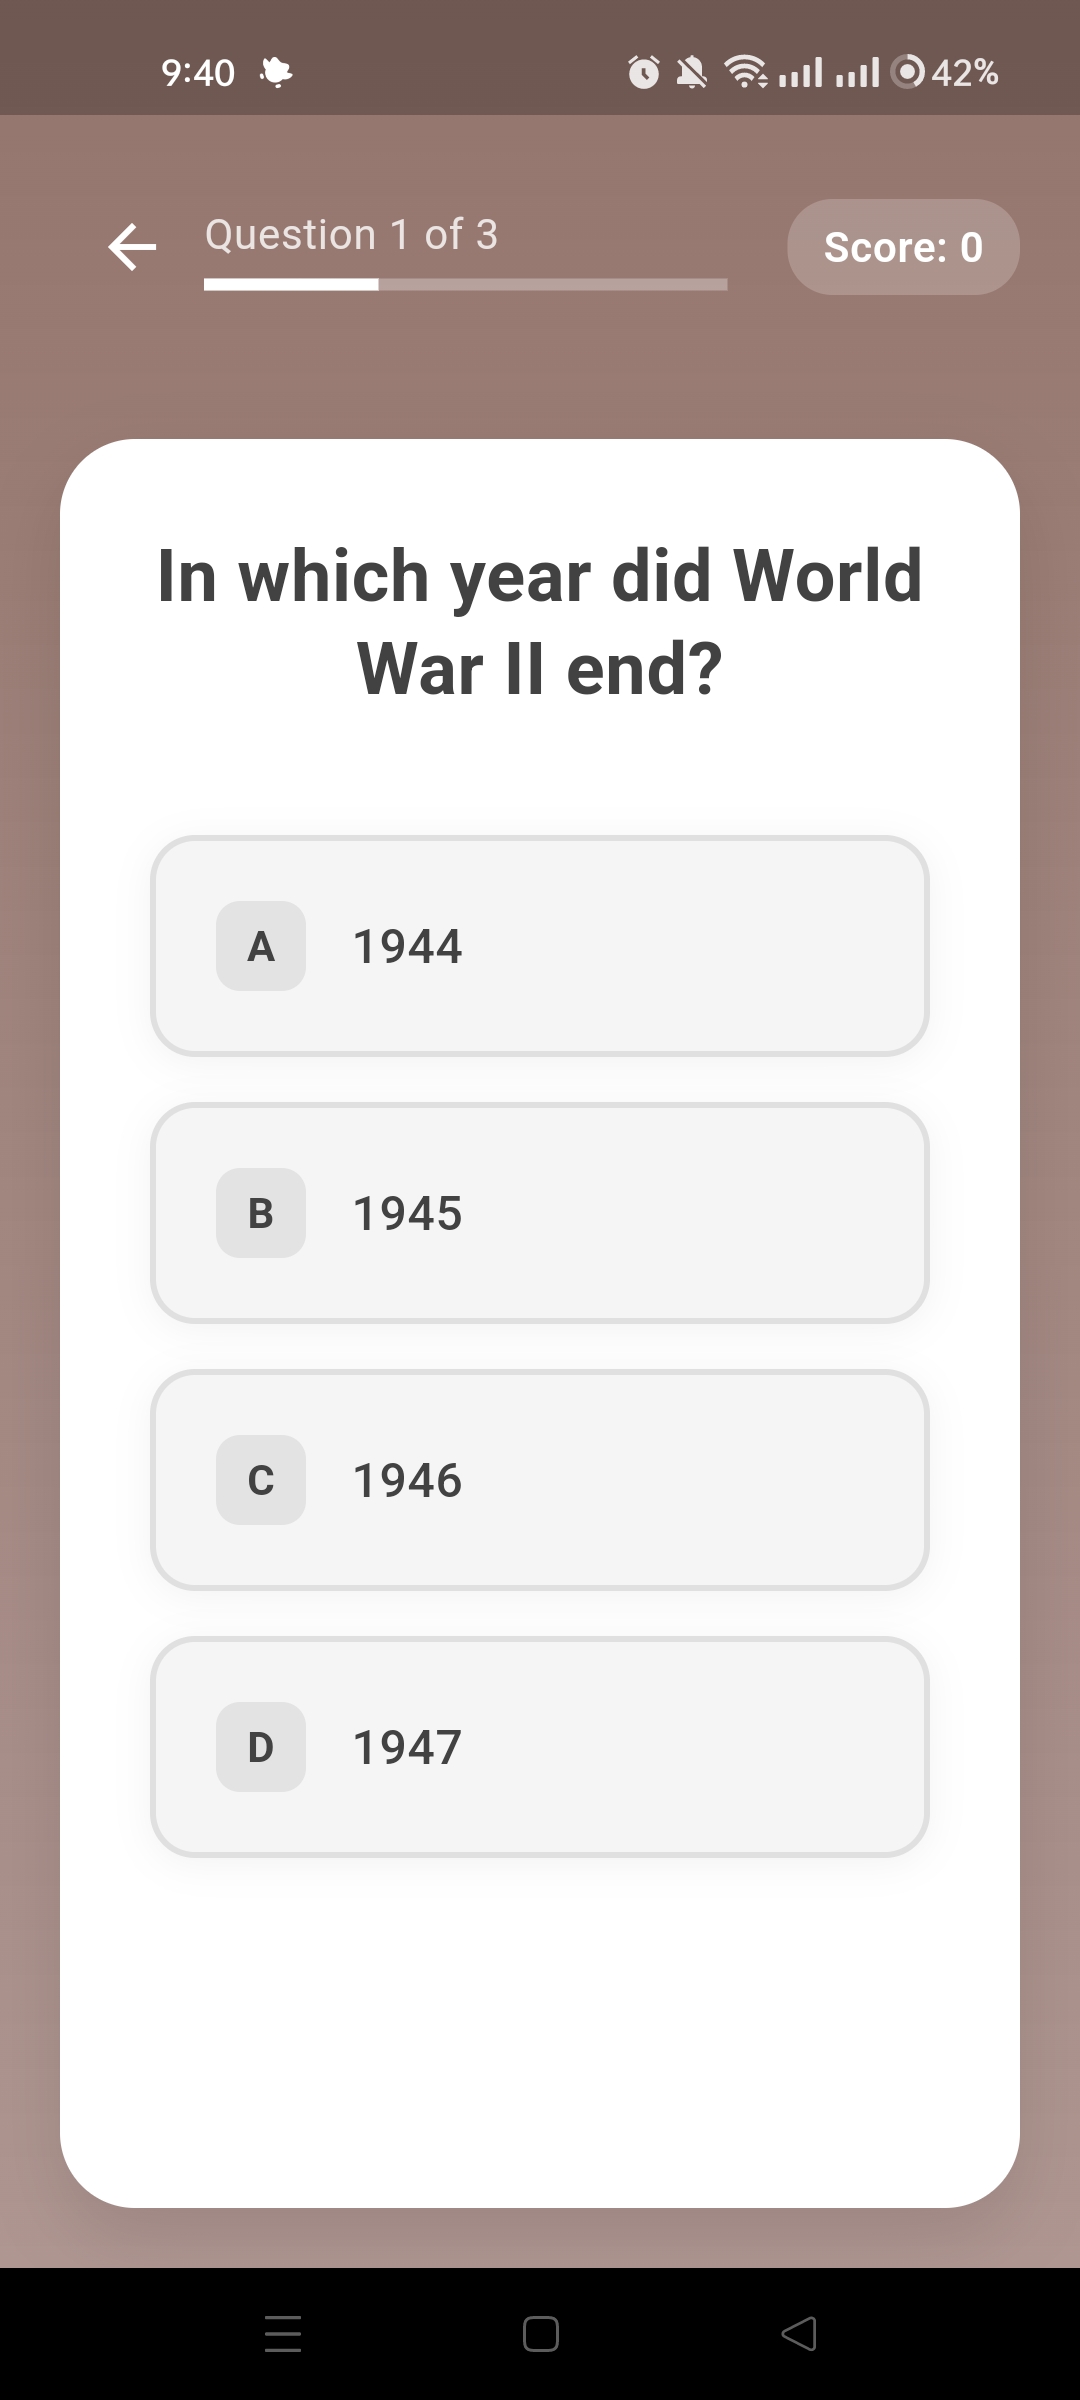 9:40
42%
Question 1 of 3
Score: 0
In which year did World
War II end?
A 1944
B 1945
C 1946
D 1947